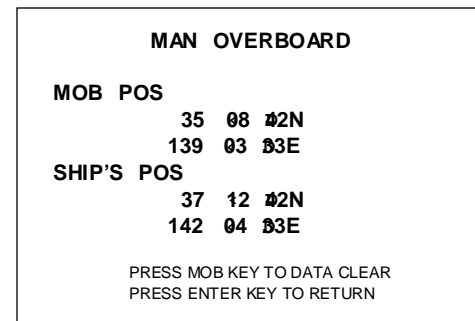 MAN OVERBOARD
MOB POS
35 08 42N
139 03 33E
SHIP'S POS
37 12 42N
142 04 33E
PRESS MOB KEY TO DATA CLEAR
PRESS ENTER KEY TO RETURN